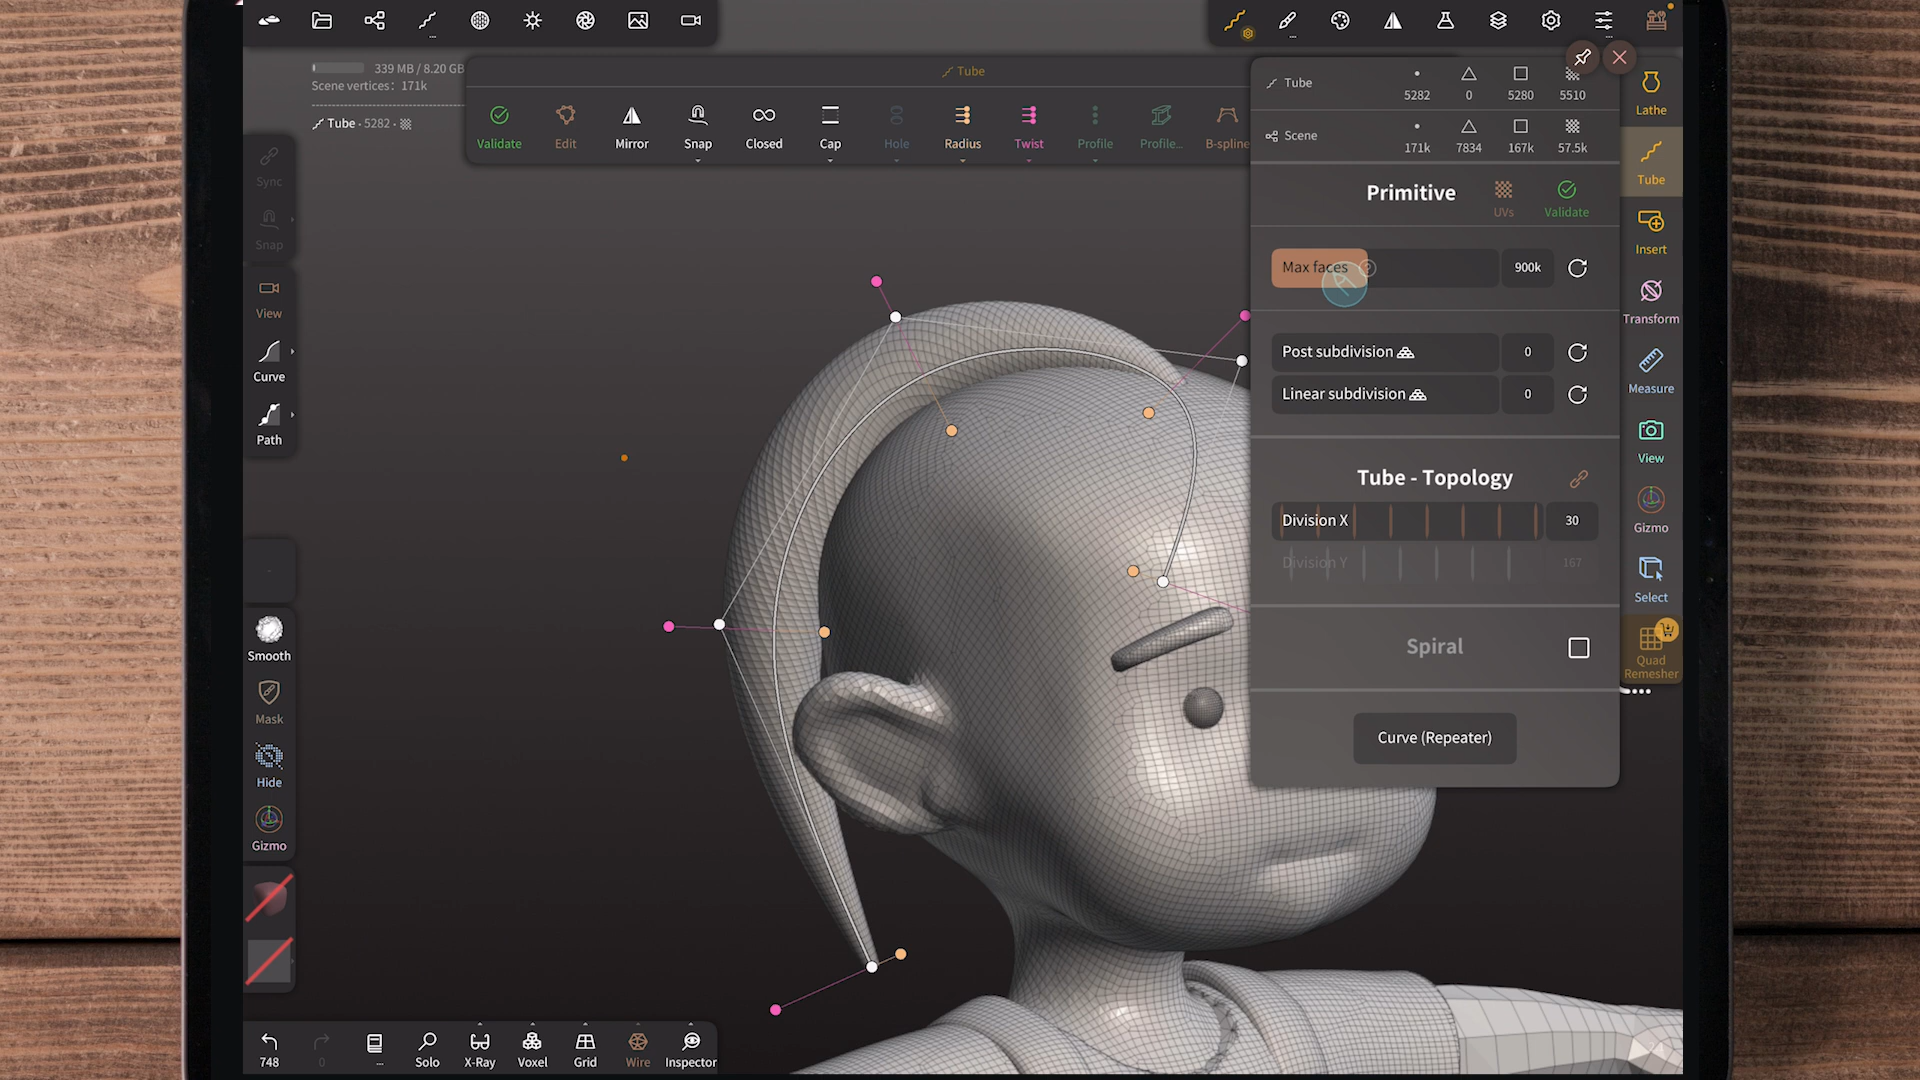 339 MB / 8.20 GB
Scene vertices: 171k
Tube • 5282 •
Tube
Validate
Edit
Mirror
Snap
Closed
Cap
Hole
Radius
Twist
Profile
Profile...
B-spline
Sync
Snap
View
Curve
Path
Smooth
Mask
Hide
Gizmo
748
0
...
Solo
X-Ray
Voxel
Grid
Wire
Inspector
Tube
5282
0
5280
5510
Scene
171k
7834
167k
57.5k
Primitive
UVs
Validate
Max faces ?
900k
Post subdivision
0
Linear subdivision
0
Tube - Topology
Division X
30
Division Y
167
Spiral
Curve (Repeater)
Lathe
Tube
Insert
Transform
Measure
View
Gizmo
Select
Quad
Remesher